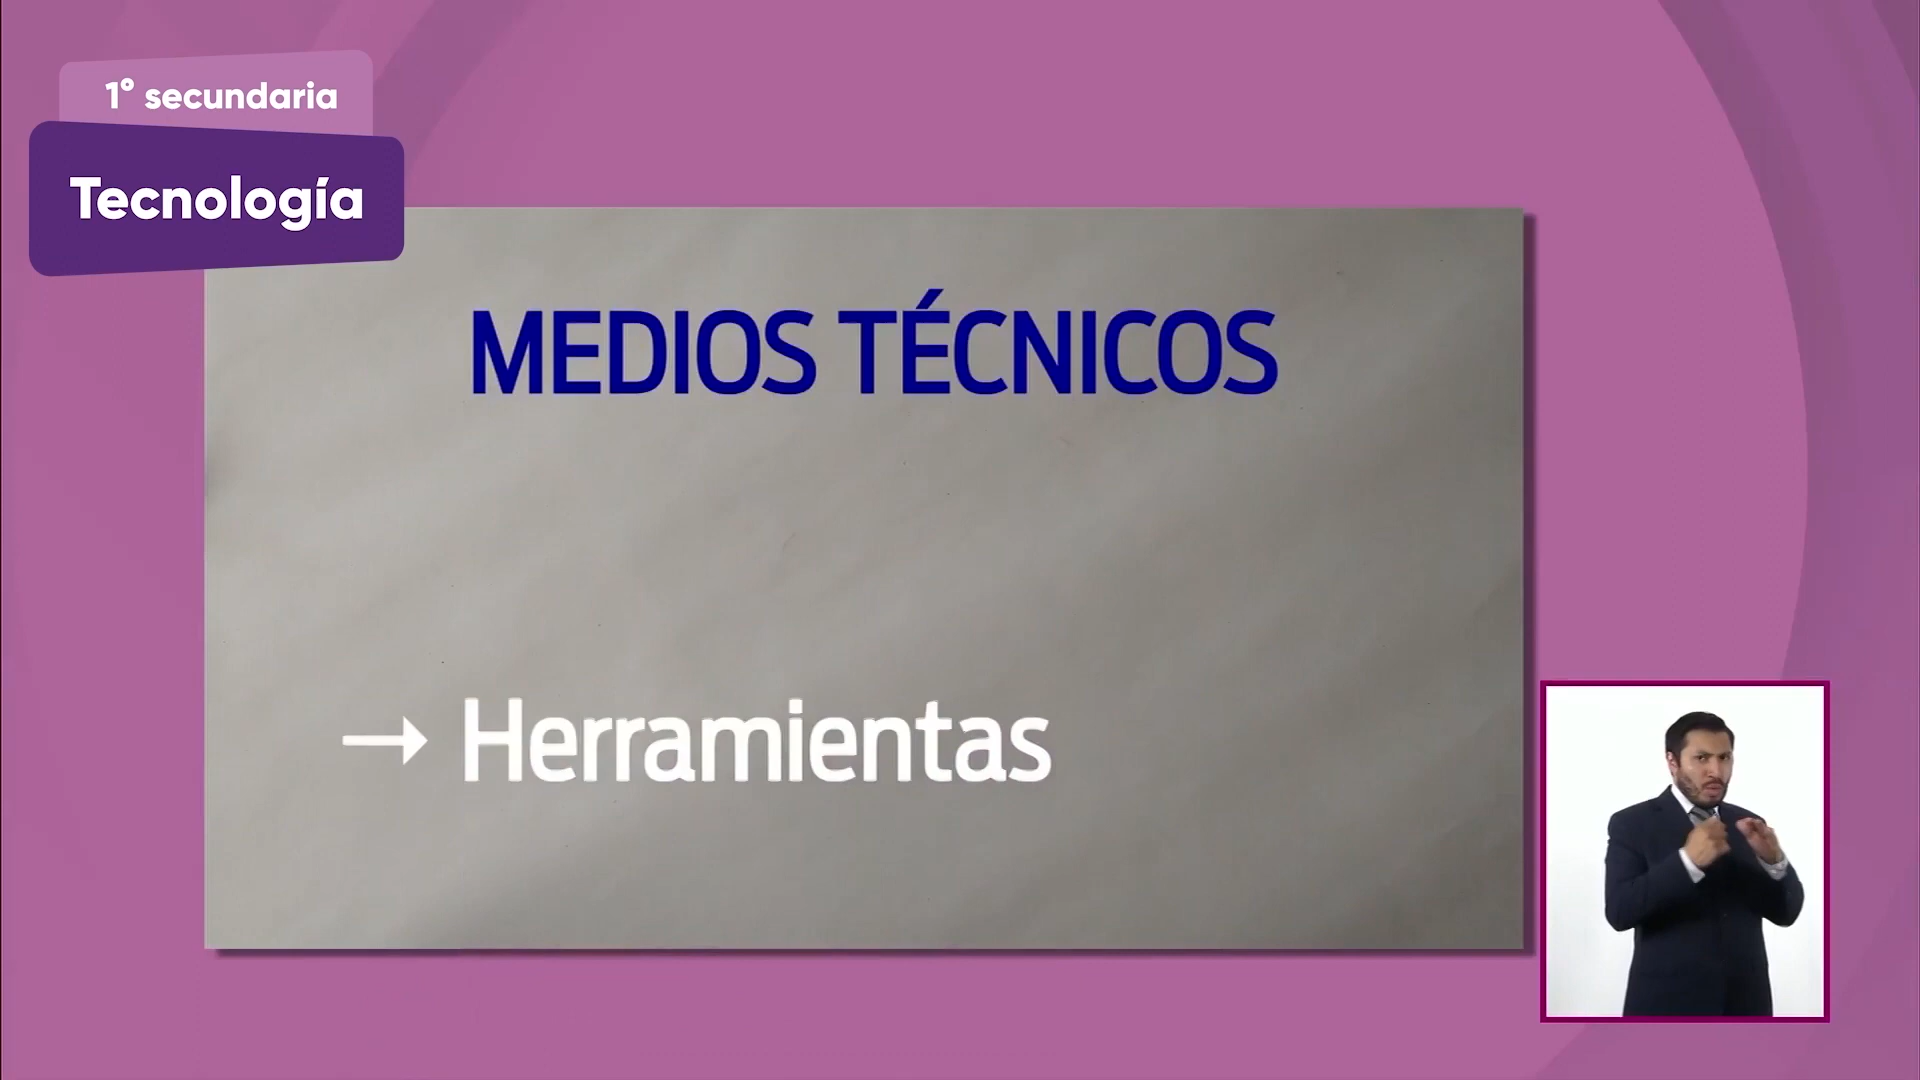 1° secundaria
Tecnología
MEDIOS TÉCNICOS
→ Herramientas